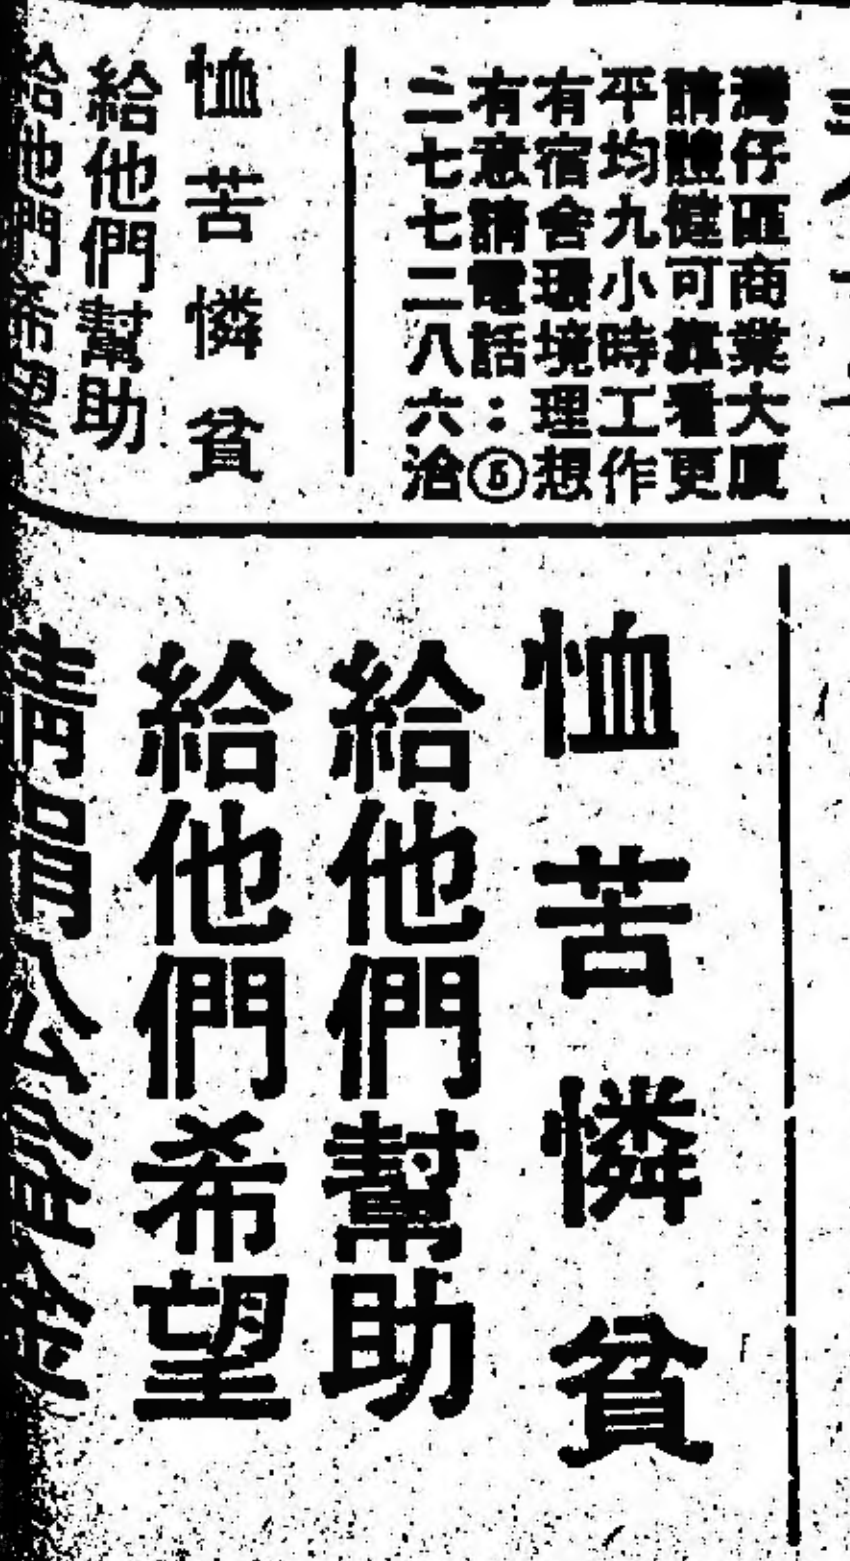 灣仔區商業大廈
請體健可靠看更
平均九小時工作
有宿舍環境理想
有意請電話：⑤
二七七二八六洽
恤苦憐貧
給他們幫助
給他們希望
恤苦憐貧
給他們幫助
給他們希望
請捐公益金